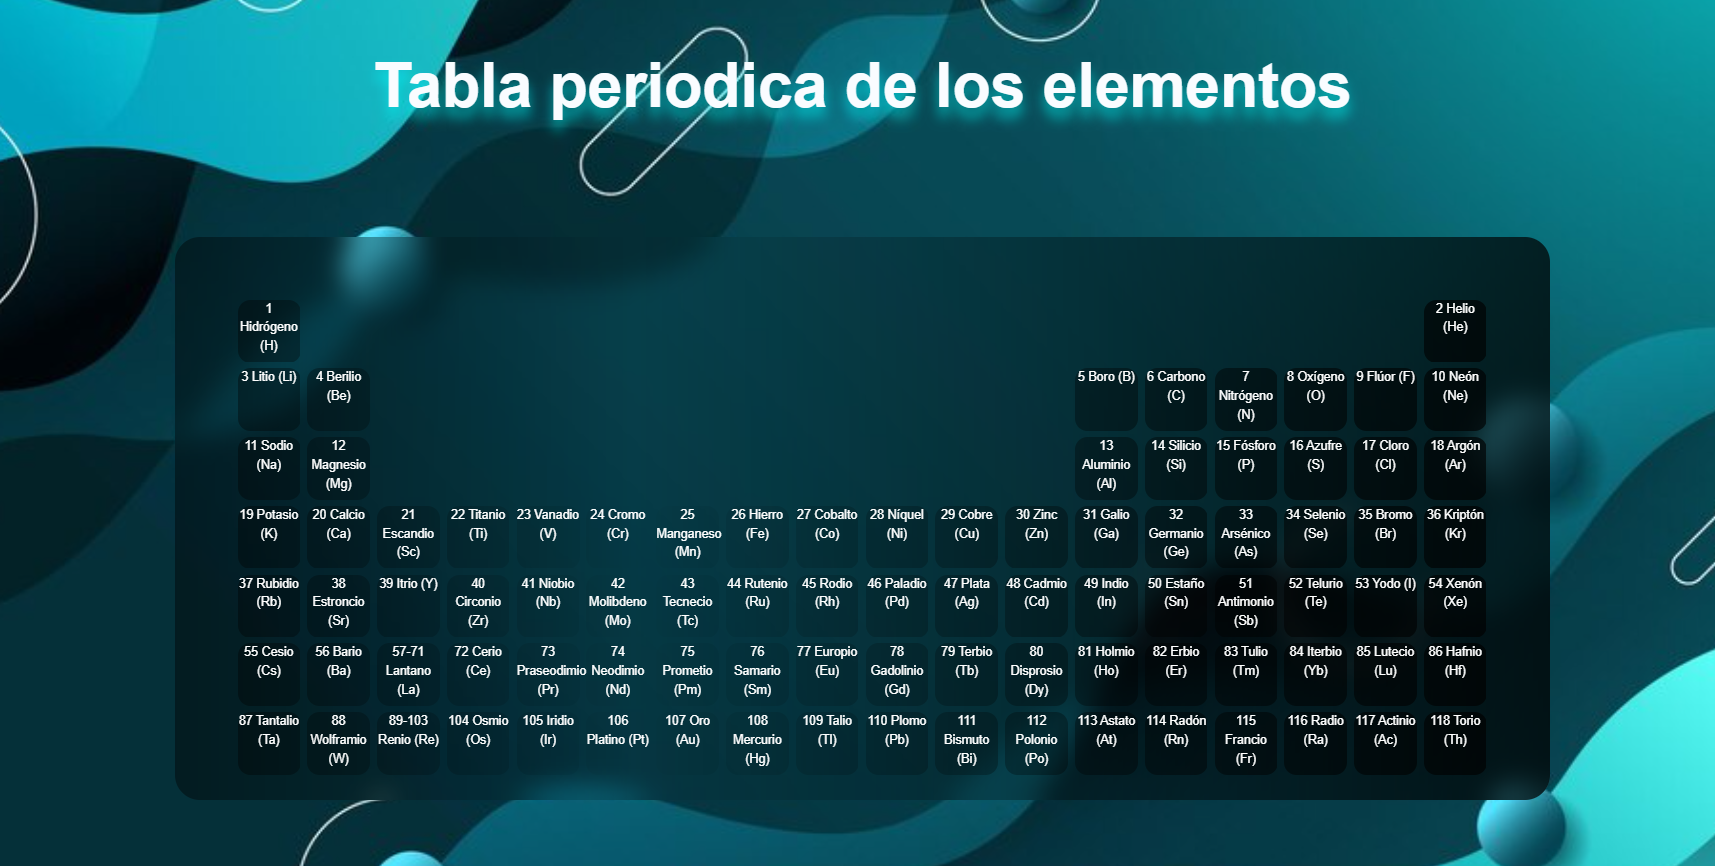 Tabla periodica de los elementos
1 Hidrógeno (H)
2 Helio (He)
3 Litio (Li)
4 Berilio (Be)
5 Boro (B)
6 Carbono (C)
7 Nitrógeno (N)
8 Oxígeno (O)
9 Flúor (F)
10 Neón (Ne)
11 Sodio (Na)
12 Magnesio (Mg)
13 Aluminio (Al)
14 Silicio (Si)
15 Fósforo (P)
16 Azufre (S)
17 Cloro (Cl)
18 Argón (Ar)
19 Potasio (K)
20 Calcio (Ca)
21 Escandio (Sc)
22 Titanio (Ti)
23 Vanadio (V)
24 Cromo (Cr)
25 Manganeso (Mn)
26 Hierro (Fe)
27 Cobalto (Co)
28 Níquel (Ni)
29 Cobre (Cu)
30 Zinc (Zn)
31 Galio (Ga)
32 Germanio (Ge)
33 Arsénico (As)
34 Selenio (Se)
35 Bromo (Br)
36 Kriptón (Kr)
37 Rubidio (Rb)
38 Estroncio (Sr)
39 Itrio (Y)
40 Circonio (Zr)
41 Niobio (Nb)
42 Molibdeno (Mo)
43 Tecnecio (Tc)
44 Rutenio (Ru)
45 Rodio (Rh)
46 Paladio (Pd)
47 Plata (Ag)
48 Cadmio (Cd)
49 Indio (In)
50 Estaño (Sn)
51 Antimonio (Sb)
52 Telurio (Te)
53 Yodo (I)
54 Xenón (Xe)
55 Cesio (Cs)
56 Bario (Ba)
57-71 Lantano (La)
72 Cerio (Ce)
73 Praseodimio (Pr)
74 Neodimio (Nd)
75 Prometio (Pm)
76 Samario (Sm)
77 Europio (Eu)
78 Gadolinio (Gd)
79 Terbio (Tb)
80 Disprosio (Dy)
81 Holmio (Ho)
82 Erbio (Er)
83 Tulio (Tm)
84 Iterbio (Yb)
85 Lutecio (Lu)
86 Hafnio (Hf)
87 Tantalio (Ta)
88 Wolframio (W)
89-103 Renio (Re)
104 Osmio (Os)
105 Iridio (Ir)
106 Platino (Pt)
107 Oro (Au)
108 Mercurio (Hg)
109 Talio (Tl)
110 Plomo (Pb)
111 Bismuto (Bi)
112 Polonio (Po)
113 Astato (At)
114 Radón (Rn)
115 Francio (Fr)
116 Radio (Ra)
117 Actinio (Ac)
118 Torio (Th)